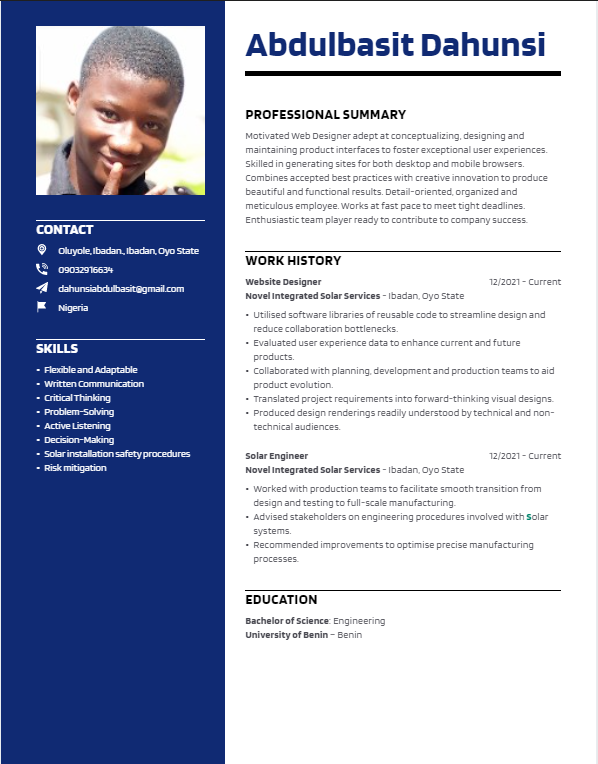 Abdulbasit Dahunsi
CONTACT
Oluyole,Ibadan., Ibadan, Oyo State
09032916634
dahunsiabdulbasit@gmail.com
Nigeria
SKILLS
• Flexible and Adaptable
• Written Communication
• Critical Thinking
• Problem-Solving
• Active Listening
• Decision-Making
• Solar installation safety procedures
• Risk mitigation
PROFESSIONAL SUMMARY
Motivated Web Designer adept at conceptualizing, designing and
maintaining product interfaces to foster exceptional user experiences.
Skilled in generating sites for both desktop and mobile browsers.
Combines accepted best practices with creative innovation to produce
beautiful and functional results. Detail-oriented, organized and
meticulous employee. Works at fast pace to meet tight deadlines.
Enthusiastic team player ready to contribute to company success.
WORK HISTORY
Website Designer 12/2021 - Current
Novel Integrated Solar Services - Ibadan, Oyo State
• Utilised software libraries of reusable code to streamline design and
reduce collaboration bottlenecks.
• Evaluated user experience data to enhance current and future
products.
• Collaborated with planning, development and production teams to aid
product evolution.
• Translated project requirements into forward-thinking visual designs.
• Produced design renderings readily understood by technical and non-
technical audiences.
Solar Engineer 12/2021 - Current
Novel Integrated Solar Services - Ibadan, Oyo State
• Worked with production teams to facilitate smooth transition from
design and testing to full-scale manufacturing.
• Advised stakeholders on engineering procedures involved with Solar
systems.
• Recommended improvements to optimise precise manufacturing
processes.
EDUCATION
Bachelor of Science: Engineering
University of Benin – Benin